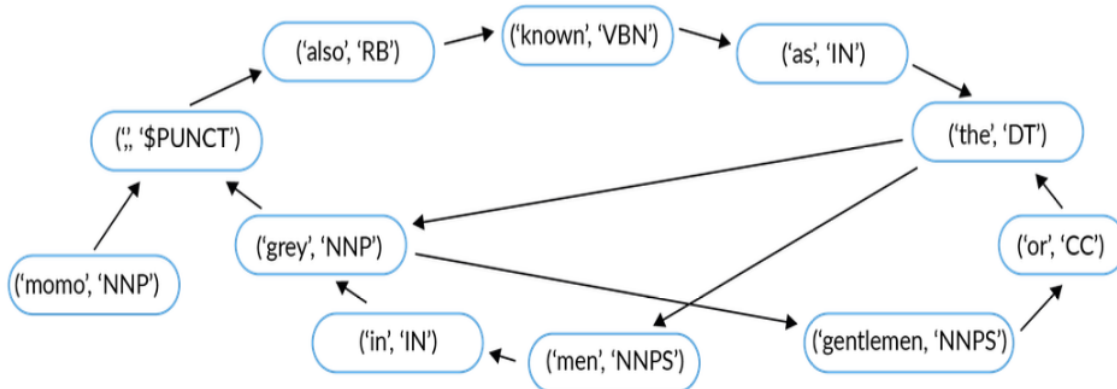 (‘also’, ‘RB’)
(‘known’, ‘VBN’)
(‘as’, ‘IN’)
(‘,’, ‘$PUNCT’)
(‘the’, ‘DT’)
(‘momo’, ‘NNP’)
(‘grey’, ‘NNP’)
(‘or’, ‘CC’)
(‘in’, ‘IN’)
(‘men’, ‘NNPS’)
(‘gentlemen, ‘NNPS’)